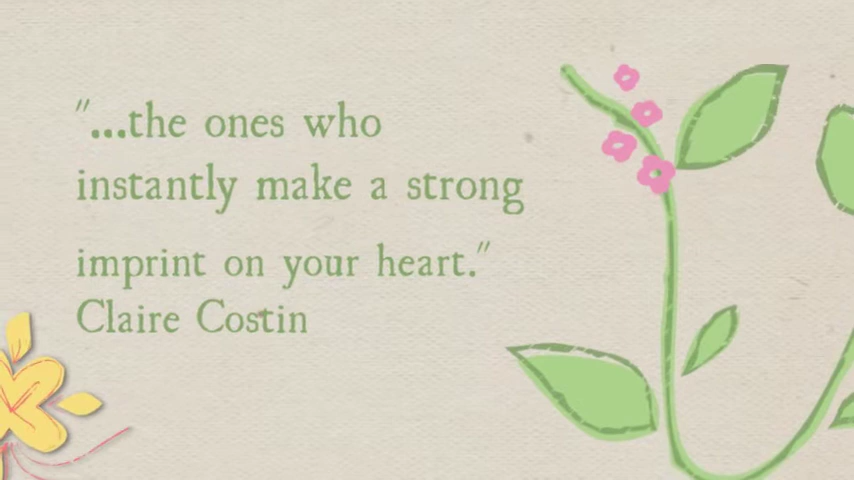 "...the ones who
instantly make a strong
imprint on your heart."
Claire Costin